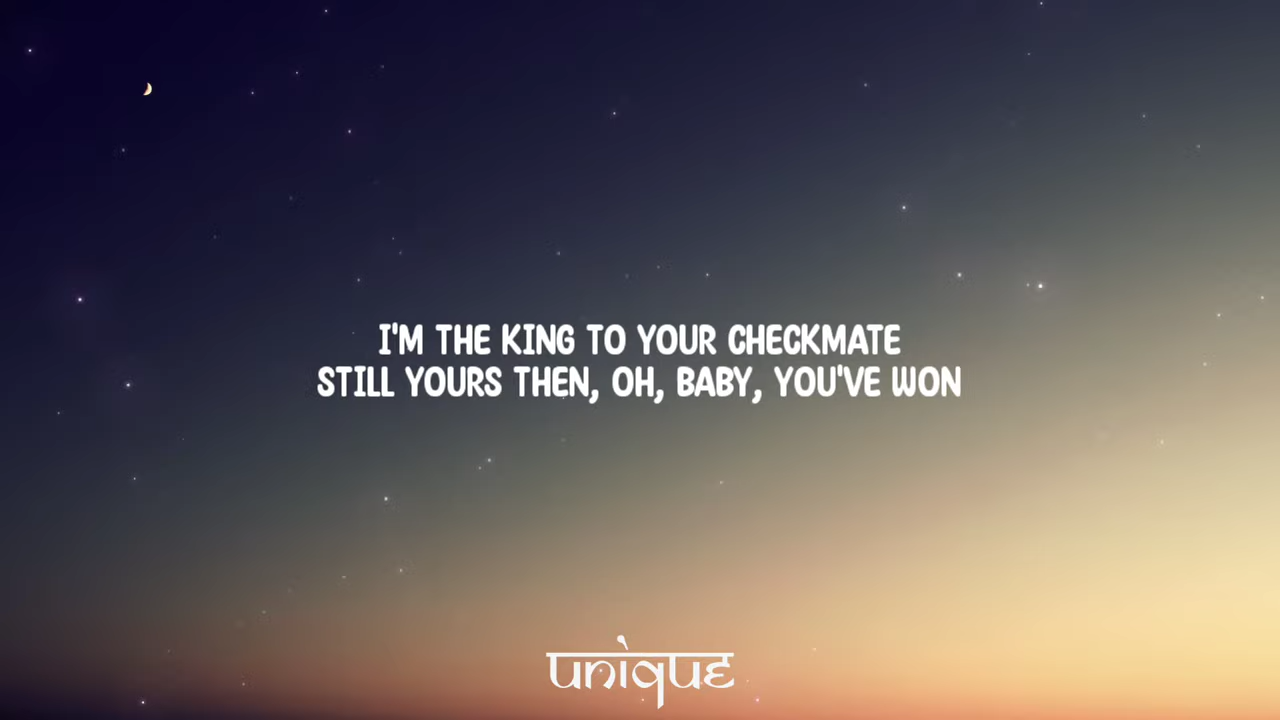 I'M THE KING TO YOUR CHECKMATE
STILL YOURS THEN, OH, BABY, YOU'VE WON
unique